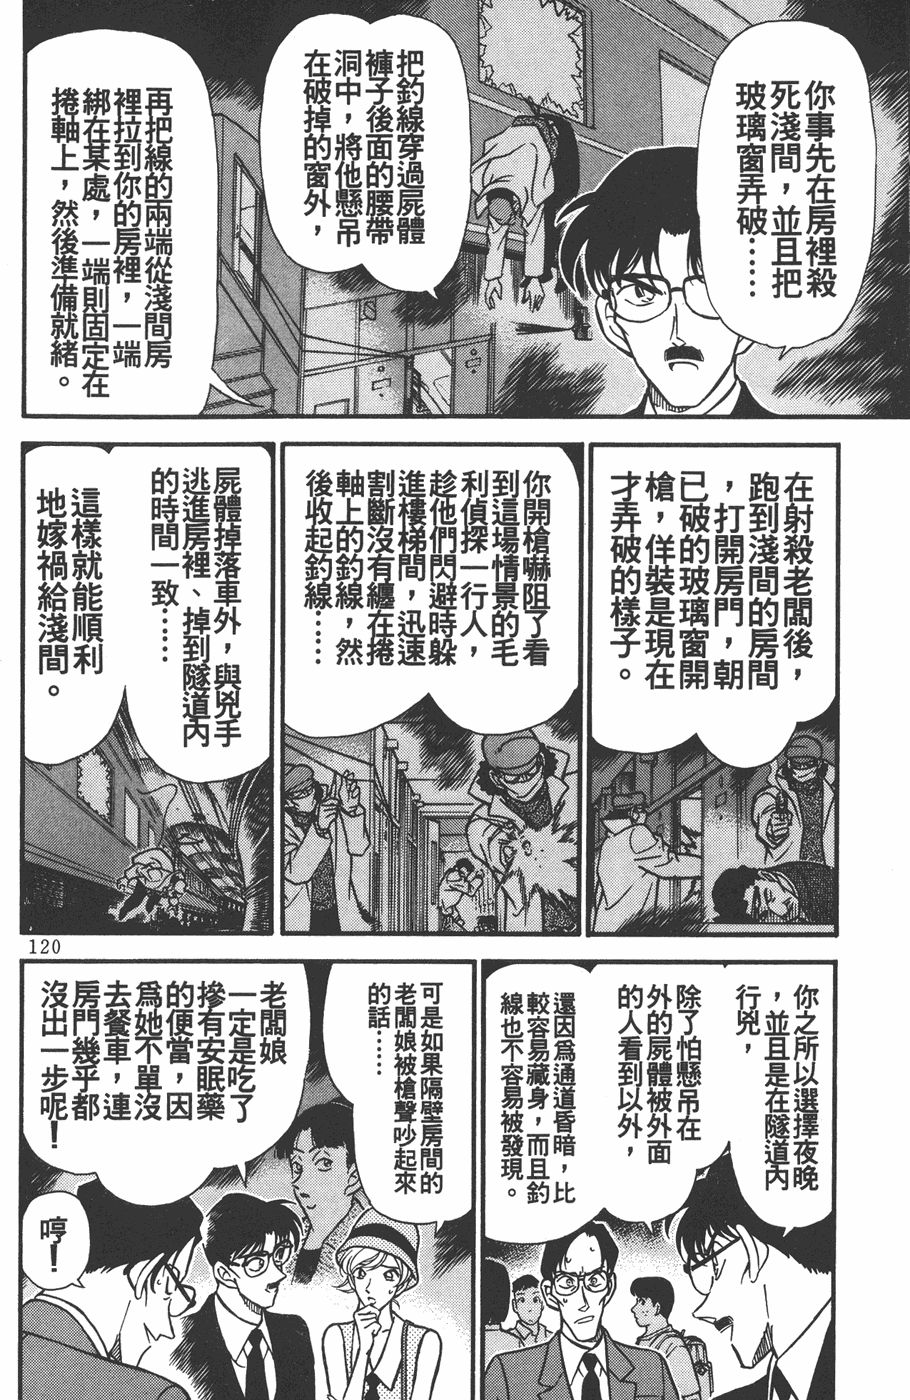 你事先在房裡殺
死淺間，並且把
玻璃窗弄破……
把釣線穿過屍體
褲子後面的腰帶
洞中，將他懸吊
在破掉的窗外，
再把線的兩端從淺間房
裡拉到你的房裡，一端
綁在某處，一端則固定在
捲軸上，然後準備就緒。
在射殺老闆後，
跑到淺間的房間
，打開房門，朝
已破的玻璃窗開
槍，佯裝是現在
才弄破的樣子。
你開槍嚇阻了看
到這場情景的毛
利偵探一行人，
趁他們閃避時躲
進樓梯間，迅速
割斷沒有纏在捲
軸上的釣線，然
後收起釣線……
屍體掉落車外，與兇手
逃進房裡、掉到隧道內
的時間一致……
這樣就能順利
地嫁禍給淺間。
120
你之所以選擇夜晚
，並且是在隧道內
行兇，
除了怕懸吊在
外的屍體被外面
的人看到以外，
還因為通道昏暗，比
較容易藏身，而且釣
線也不容易被發現。
可是如果隔壁房間的
老闆娘被槍聲吵起來
的話……
老闆娘
一定是吃了
摻有安眠藥
的便當，因
為她不單沒
去餐車，連
房門幾乎都
沒出一步呢！
哼！